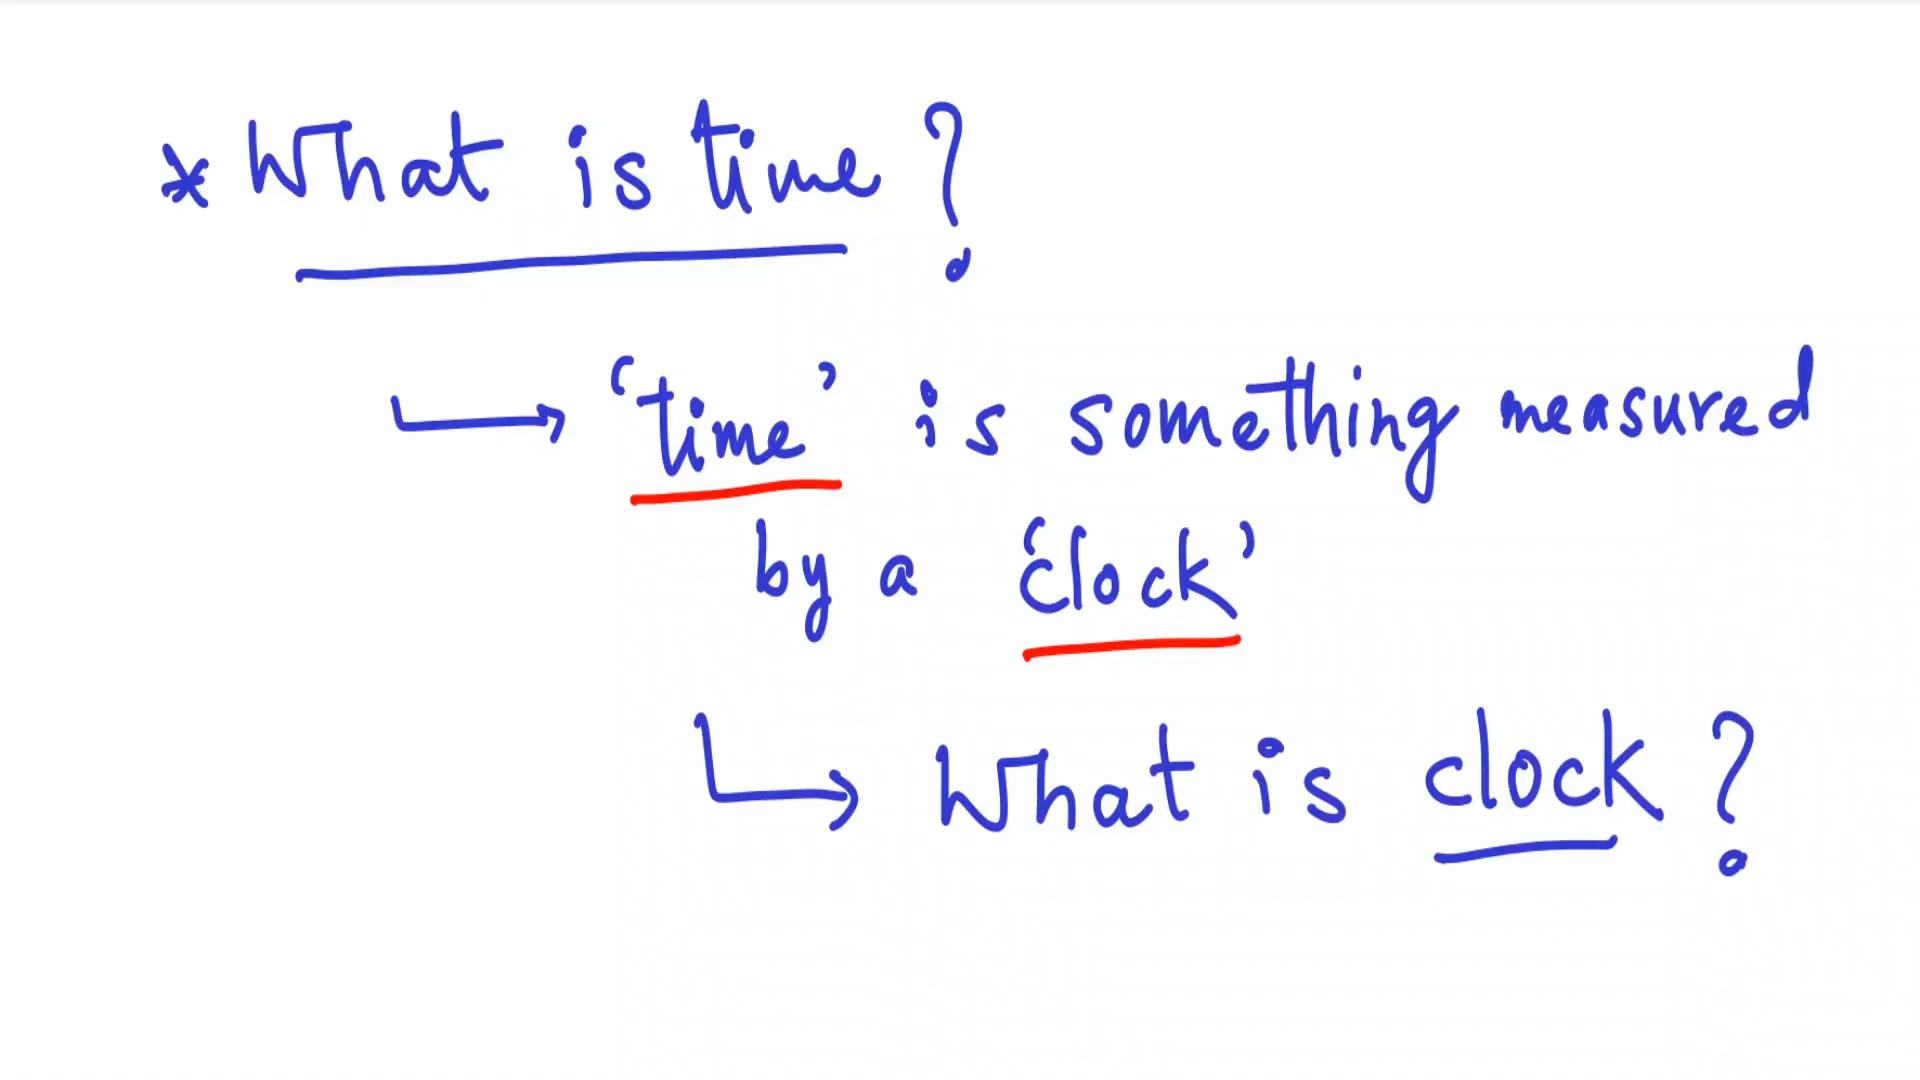 * What is time ?
'time' is something measured
by a 'clock'
What is clock ?